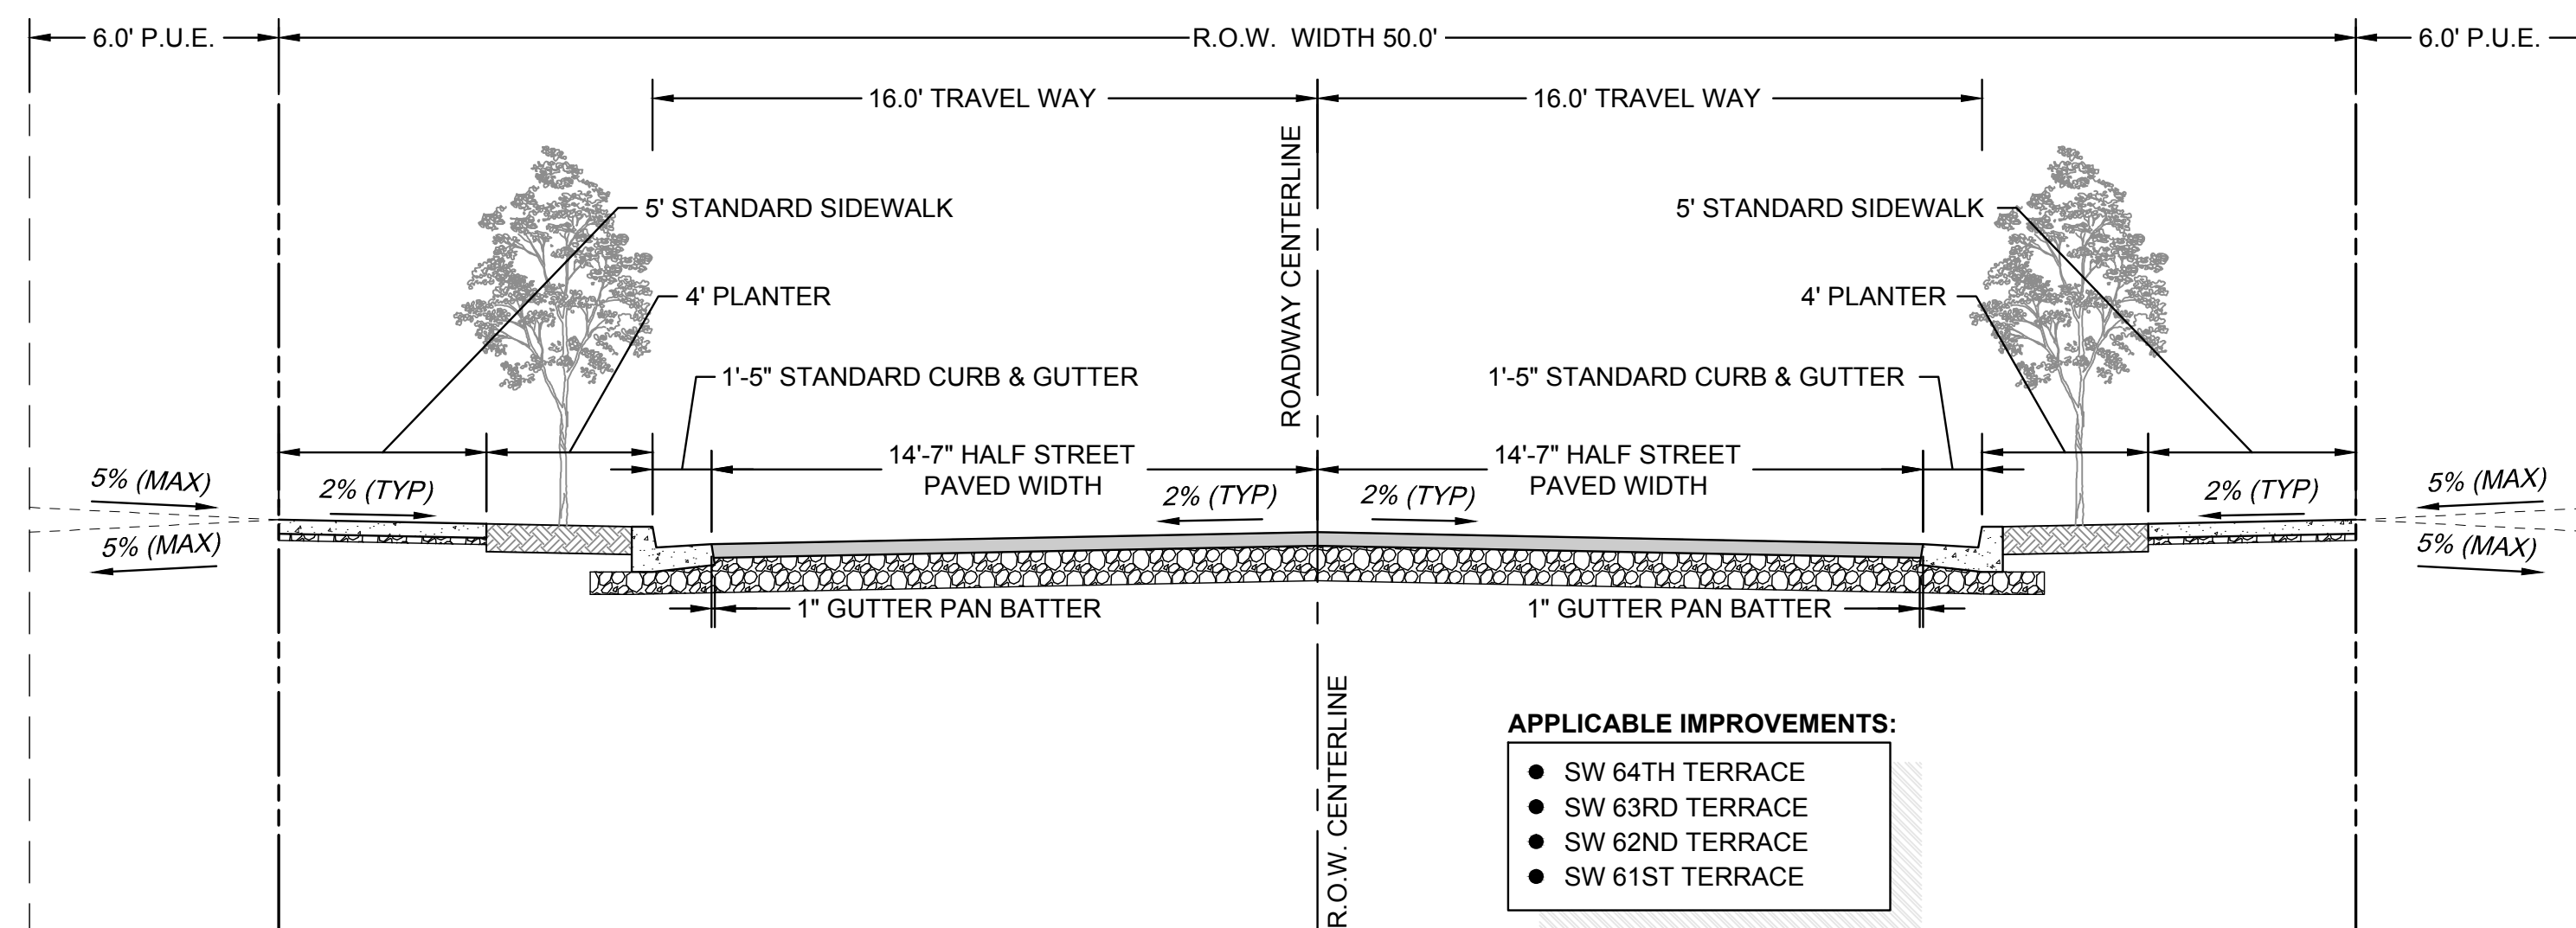 6.0' P.U.E.
R.O.W. WIDTH 50.0'
6.0' P.U.E.
16.0' TRAVEL WAY
16.0' TRAVEL WAY
ROADWAY CENTERLINE
5' STANDARD SIDEWALK
5' STANDARD SIDEWALK
4' PLANTER
4' PLANTER
1'-5" STANDARD CURB & GUTTER
1'-5" STANDARD CURB & GUTTER
14'-7" HALF STREET
PAVED WIDTH
14'-7" HALF STREET
PAVED WIDTH
5% (MAX)
2% (TYP)
2% (TYP)
2% (TYP)
2% (TYP)
5% (MAX)
5% (MAX)
5% (MAX)
1" GUTTER PAN BATTER
1" GUTTER PAN BATTER
R.O.W. CENTERLINE
APPLICABLE IMPROVEMENTS:
● SW 64TH TERRACE
● SW 63RD TERRACE
● SW 62ND TERRACE
● SW 61ST TERRACE